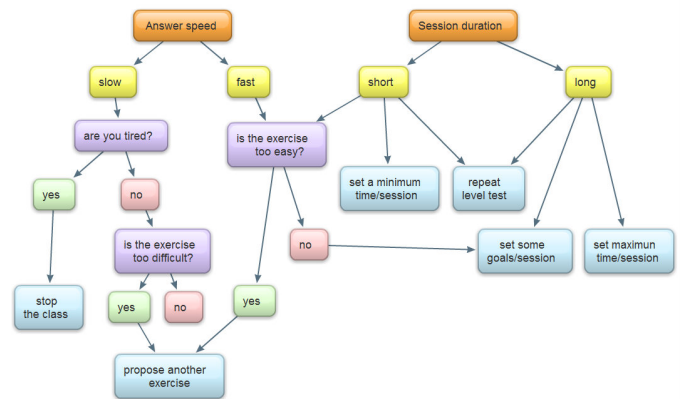 Answer speed
Session duration
slow
fast
short
long
are you tired?
is the exercise
too easy?
yes
no
set a minimum
time/session
repeat
level test
is the exercise
too difficult?
no
set some
goals/session
set maximun
time/session
stop
the class
yes
no
yes
propose another
exercise